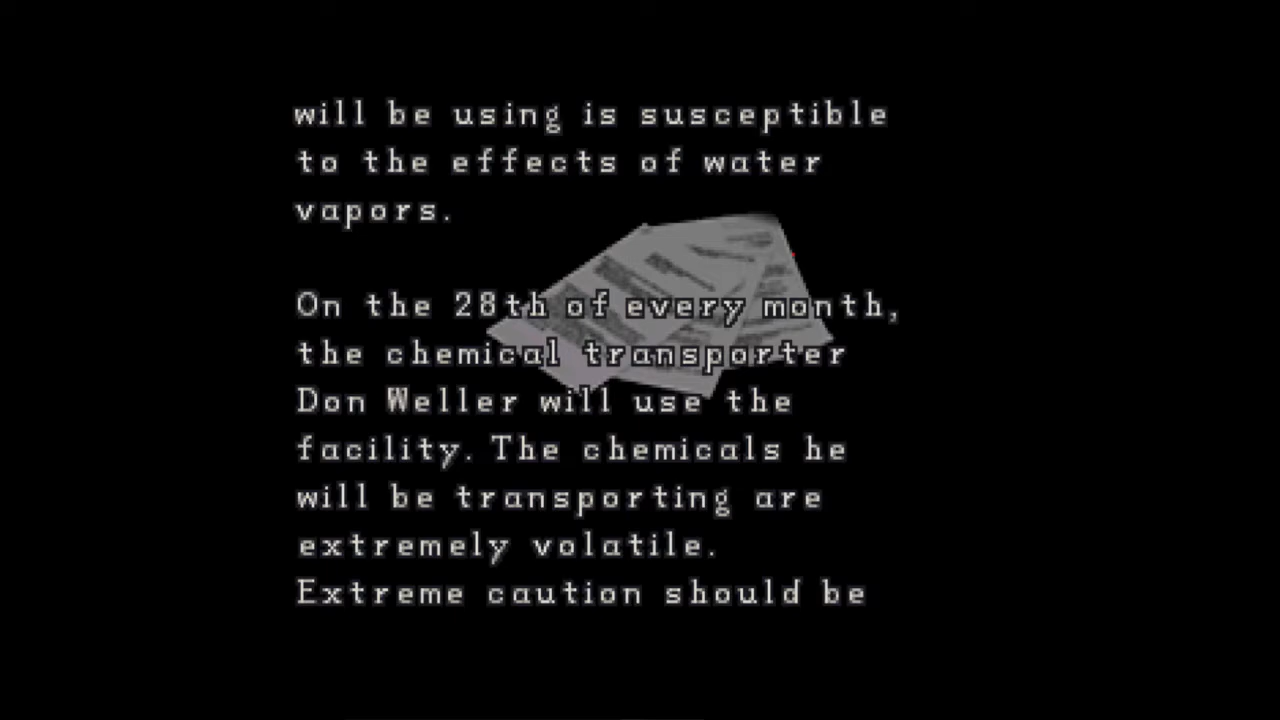 will be using is susceptible
to the effects of water
vapors.
On the 28th of every month,
the chemical transporter
Don Weller will use the
facility. The chemicals he
will be transporting are
extremely volatile.
Extreme caution should be